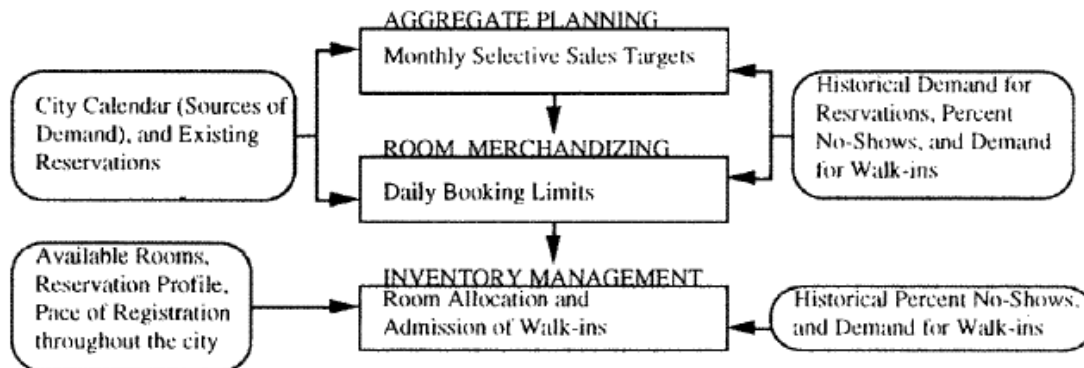 AGGREGATE PLANNING
Monthly Selective Sales Targets
City Calendar (Sources of
Demand), and Existing
Reservations
Historical Demand for
Resrvations, Percent
No-Shows, and Demand
for Walk-ins
ROOM MERCHANDIZING
Daily Booking Limits
Available Rooms,
Reservation Profile,
Pace of Registration
throughout the city
INVENTORY MANAGEMENT
Room Allocation and
Admission of Walk-ins
Historical Percent No-Shows,
and Demand for Walk-ins